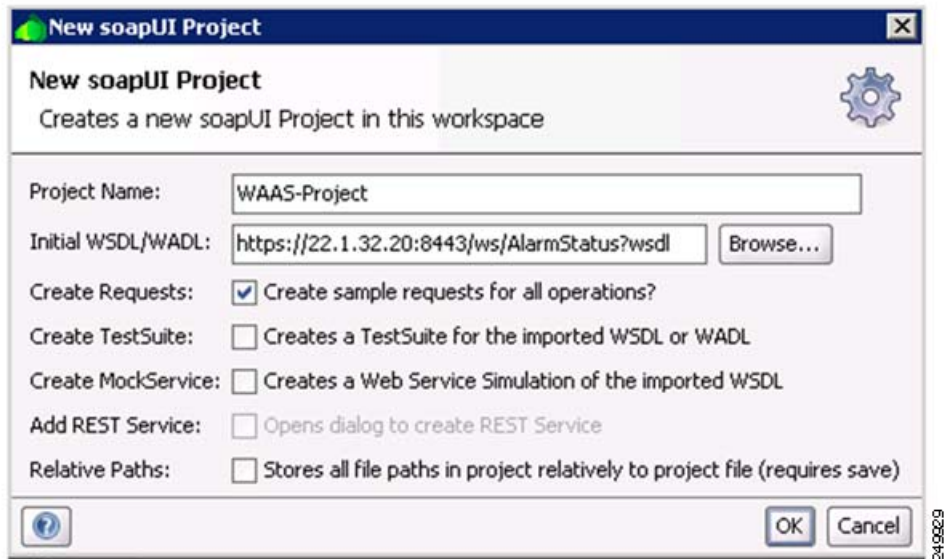 New soapUI Project
New soapUI Project
Creates a new soapUI Project in this workspace
Project Name: WAAS-Project
Initial WSDL/WADL: https://22.1.32.20:8443/ws/AlarmStatus?wsdl Browse...
Create Requests: Create sample requests for all operations?
Create TestSuite: Creates a TestSuite for the imported WSDL or WADL
Create MockService: Creates a Web Service Simulation of the imported WSDL
Add REST Service: Opens dialog to create REST Service
Relative Paths: Stores all file paths in project relatively to project file (requires save)
? OK Cancel
249929